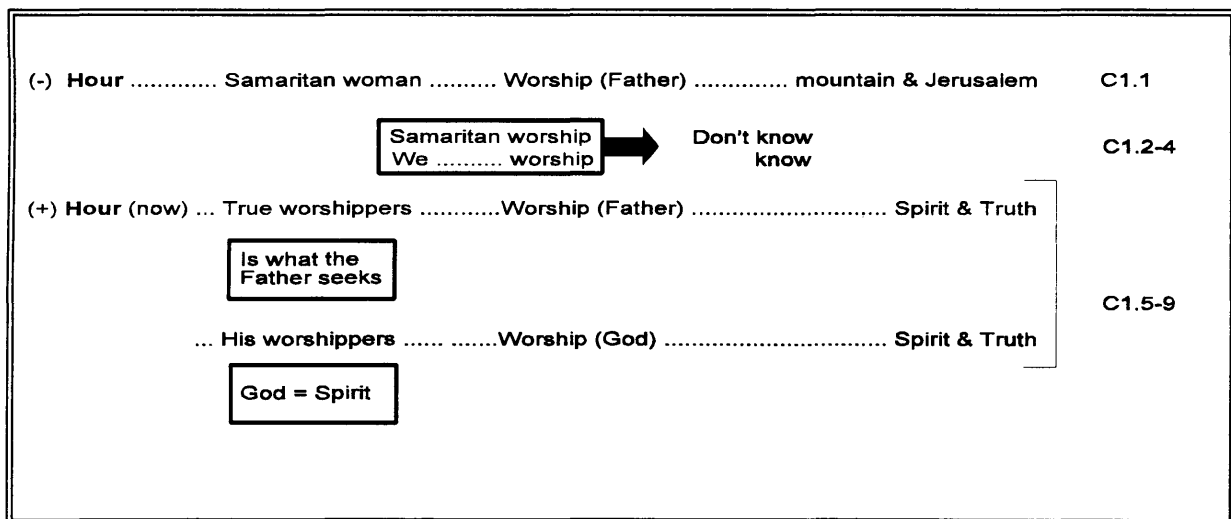 (-) Hour ............. Samaritan woman .......... Worship (Father) .............. mountain & Jerusalem C1.1
Samaritan worship Don't know
We .......... worship know
C1.2-4
(+) Hour (now) ... True worshippers ............Worship (Father) ............................. Spirit & Truth
Is what the
Father seeks
C1.5-9
... His worshippers ...... .......Worship (God) ................................. Spirit & Truth
God = Spirit